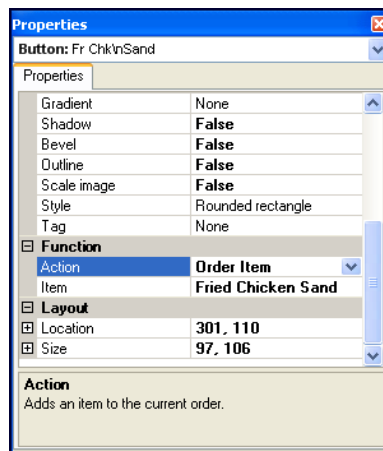 Properties
Button: Fr Chk\nSand
Properties
Gradient None
Shadow False
Bevel False
Outline False
Scale image False
Style Rounded rectangle
Tag None
Function
Action Order Item
Item Fried Chicken Sand
Layout
Location 301, 110
Size 97, 106
Action
Adds an item to the current order.